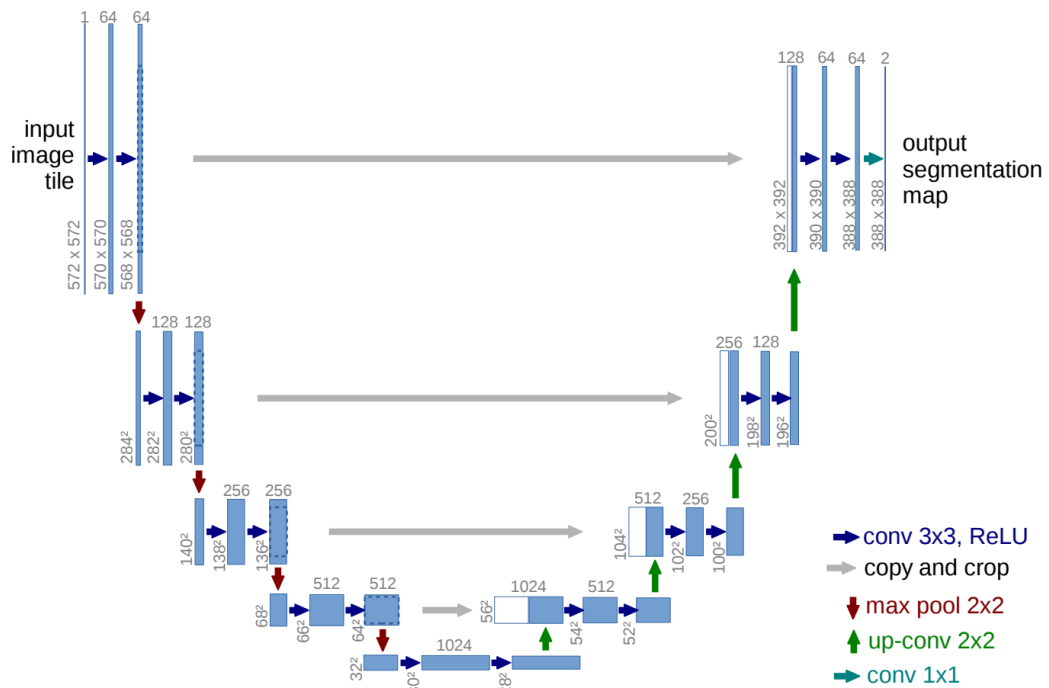 1 64 64
input
image
tile
572 x 572
570 x 570
568 x 568
128
392 x 392
64
390 x 390
64
388 x 388
2
388 x 388
output
segmentation
map
128 128
284²
282²
280²
256 128
200²
198²
196²
256 256
140²
138²
136²
512 256
104²
102²
100²
512 512
68²
66²
64²
1024 512
56²
54²
52²
1024
32²
conv 3x3, ReLU
copy and crop
max pool 2x2
up-conv 2x2
conv 1x1